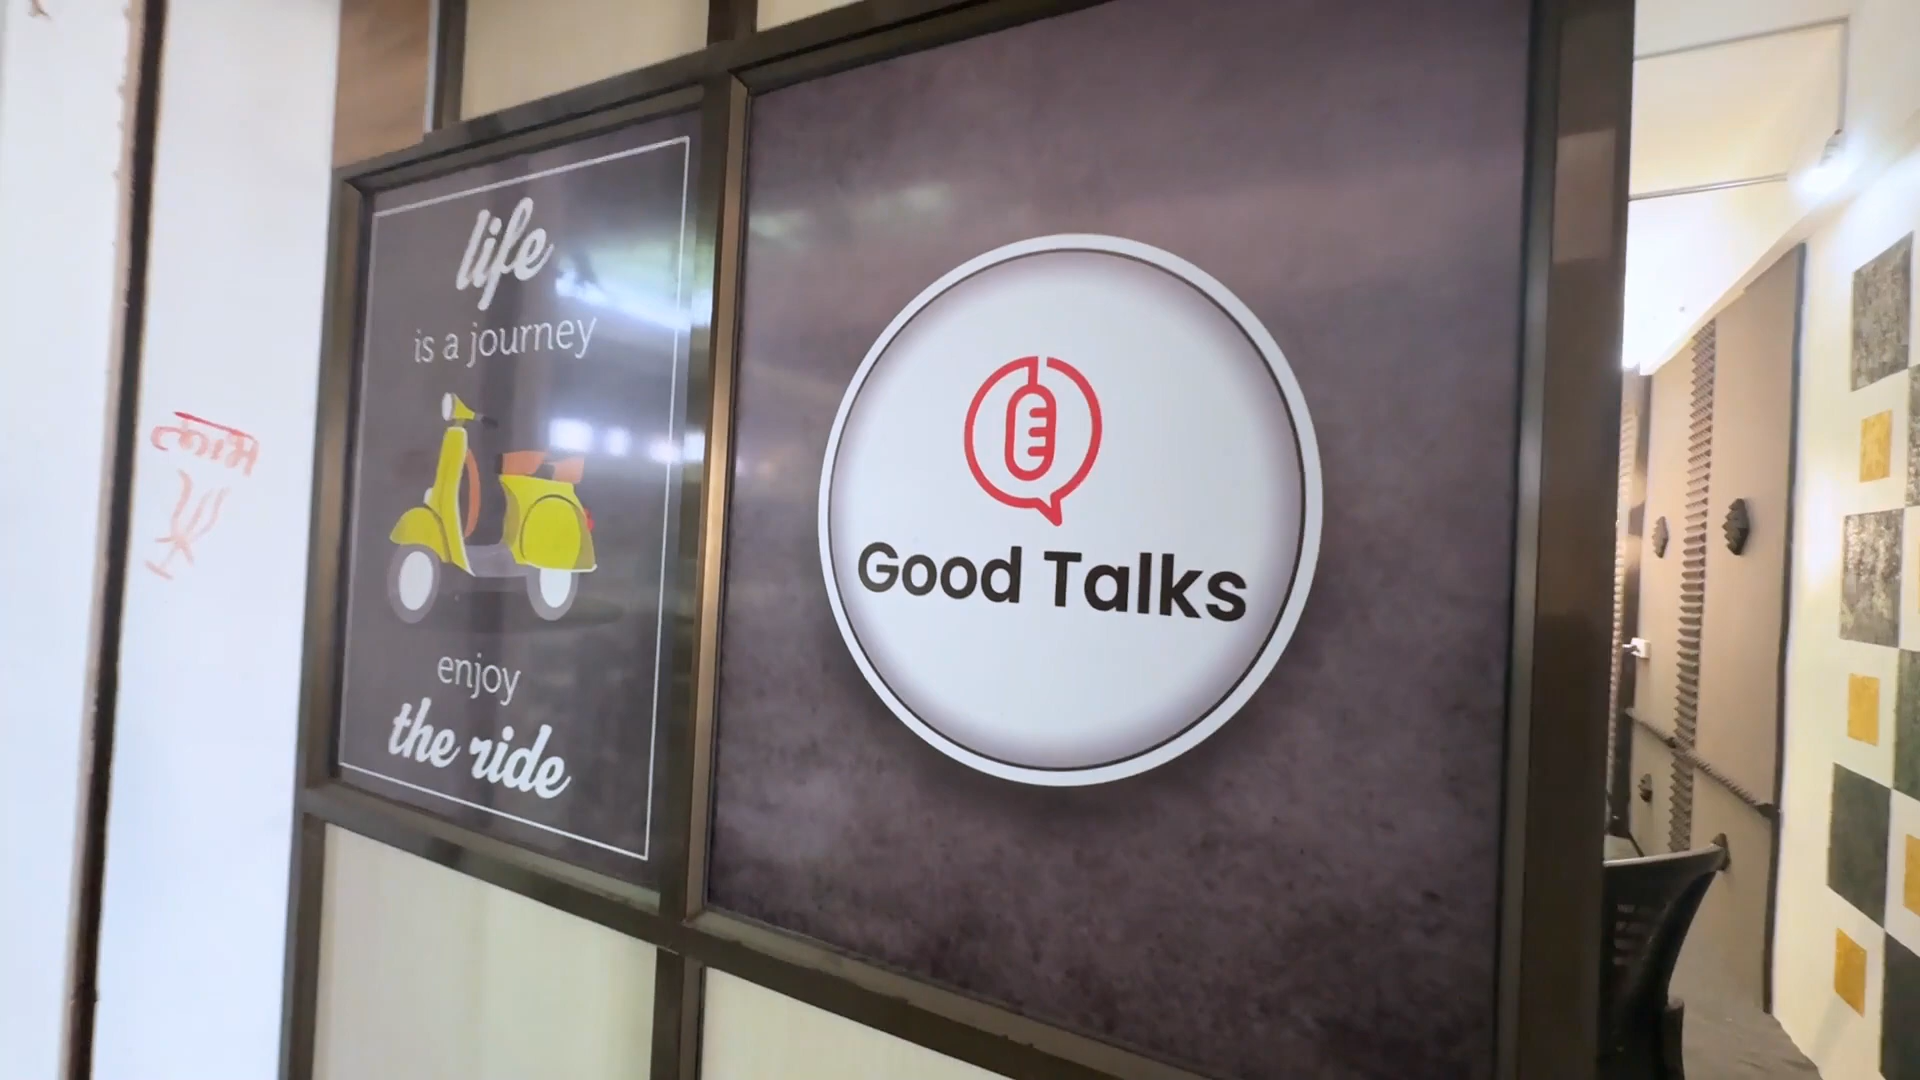 लाभ
life
is a journey
enjoy
the ride
Good Talks